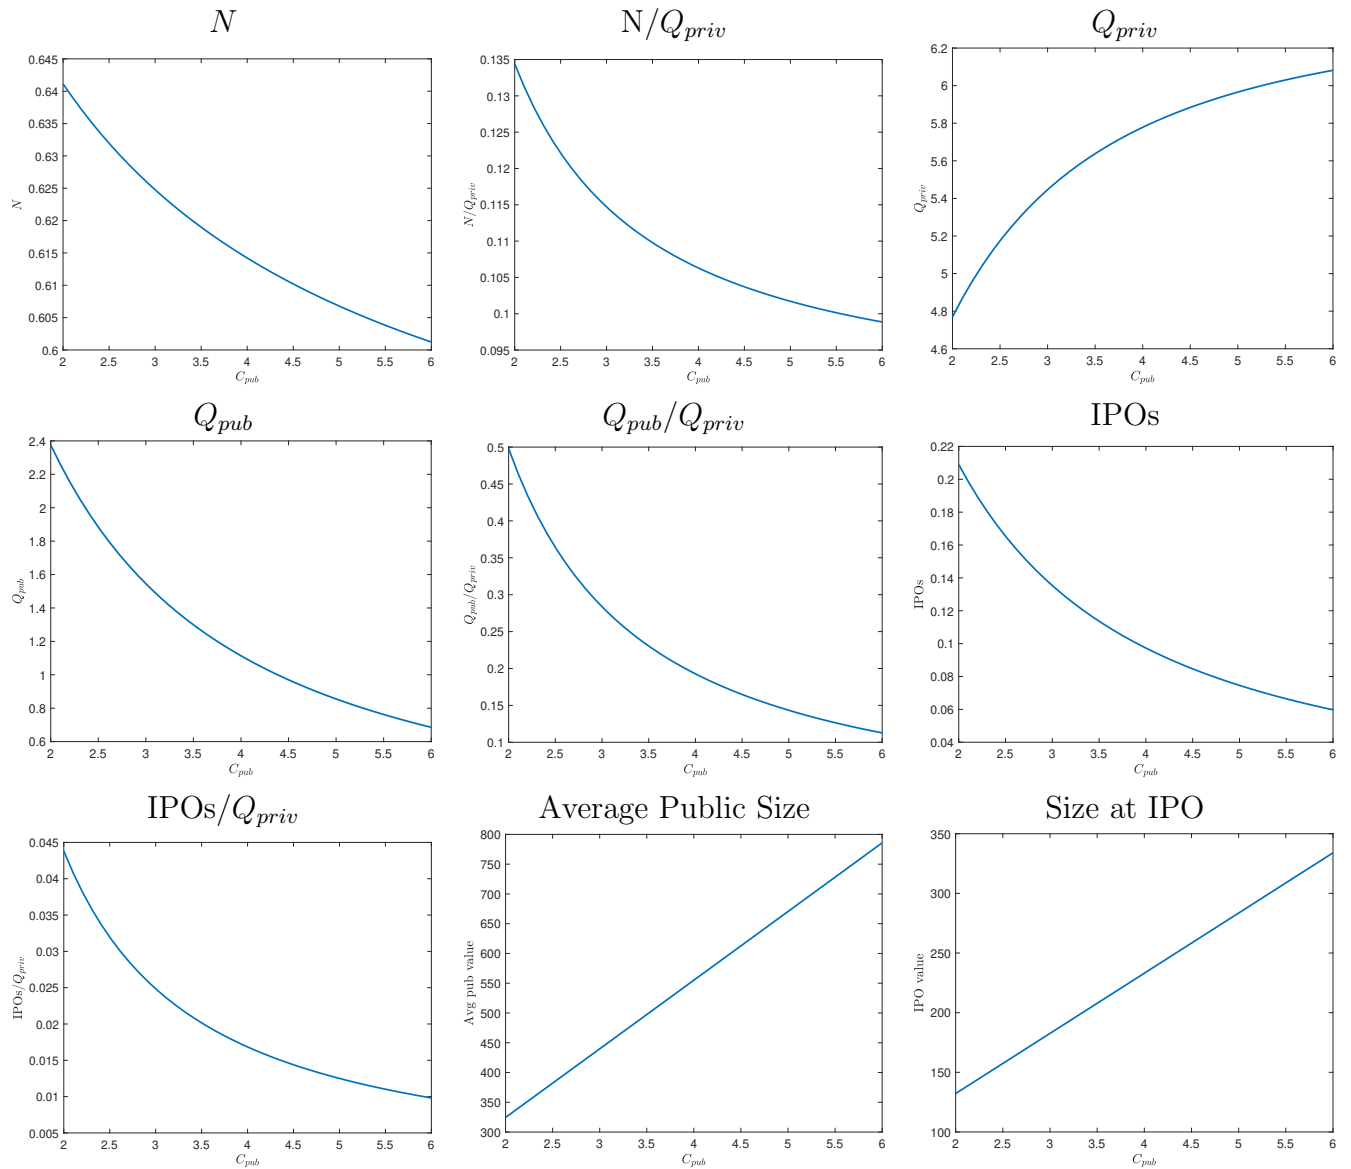 N
0.645
0.64
0.635
0.63
0.625
0.62
0.615
0.61
0.605
0.6
N
2 2.5 3 3.5 4 4.5 5 5.5 6
C_pub
N/Q_priv
0.135
0.13
0.125
0.12
0.115
0.11
0.105
0.1
0.095
N/Q_priv
2 2.5 3 3.5 4 4.5 5 5.5 6
C_pub
Q_priv
6.2
6
5.8
5.6
5.4
5.2
5
4.8
4.6
Q_priv
2 2.5 3 3.5 4 4.5 5 5.5 6
C_pub
Q_pub
2.4
2.2
2
1.8
1.6
1.4
1.2
1
0.8
0.6
Q_pub
2 2.5 3 3.5 4 4.5 5 5.5 6
C_pub
Q_pub/Q_priv
0.5
0.45
0.4
0.35
0.3
0.25
0.2
0.15
0.1
Q_pub/Q_priv
2 2.5 3 3.5 4 4.5 5 5.5 6
C_pub
IPOs
0.22
0.2
0.18
0.16
0.14
0.12
0.1
0.08
0.06
0.04
IPOs
2 2.5 3 3.5 4 4.5 5 5.5 6
C_pub
IPOs/Q_priv
0.045
0.04
0.035
0.03
0.025
0.02
0.015
0.01
0.005
IPOs/Q_priv
2 2.5 3 3.5 4 4.5 5 5.5 6
C_pub
Average Public Size
800
750
700
650
600
550
500
450
400
350
300
Avg pub value
2 2.5 3 3.5 4 4.5 5 5.5 6
C_pub
Size at IPO
350
300
250
200
150
100
IPO value
2 2.5 3 3.5 4 4.5 5 5.5 6
C_pub